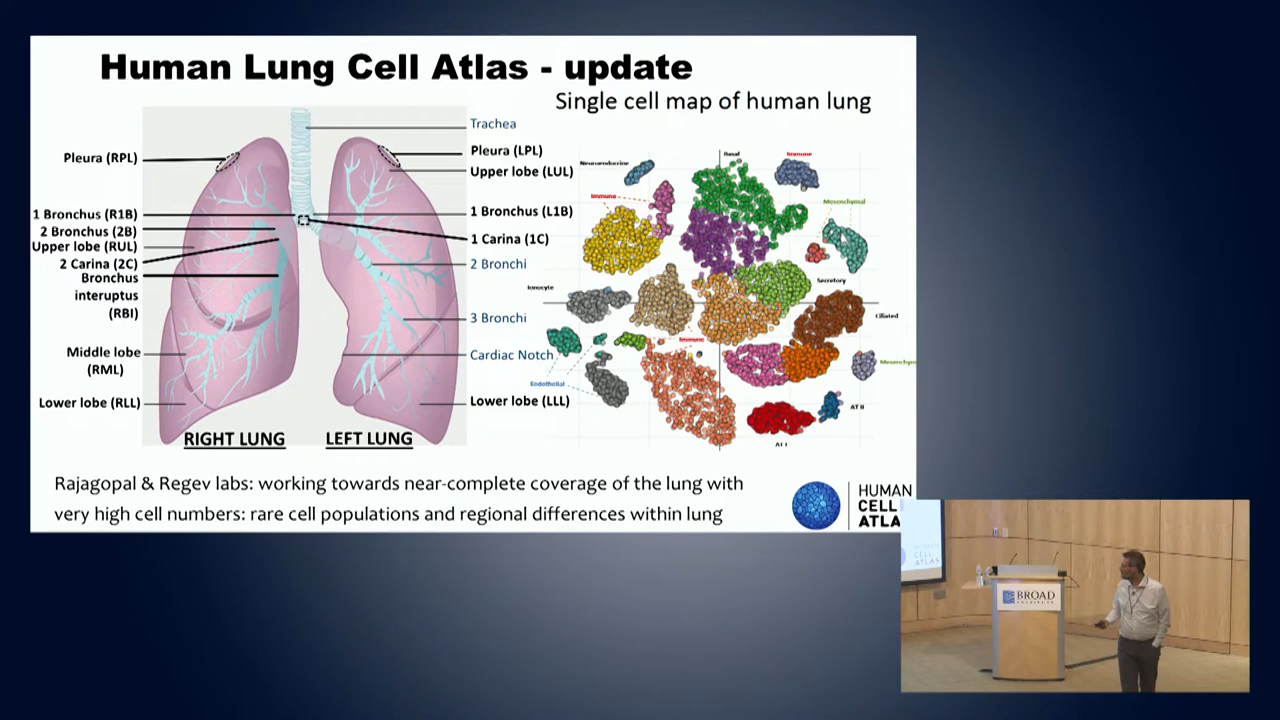 Human Lung Cell Atlas - update
Single cell map of human lung
Trachea
Pleura (RPL)
Pleura (LPL)
Upper lobe (LUL)
1 Bronchus (R1B)
2 Bronchus (2B)
Upper lobe (RUL)
2 Carina (2C)
Bronchus
interuptus
(RBI)
Middle lobe
(RML)
Lower lobe (RLL)
1 Bronchus (L1B)
1 Carina (1C)
2 Bronchi
3 Bronchi
Cardiac Notch
Lower lobe (LLL)
RIGHT LUNG
LEFT LUNG
Neuroendocrine
Basal
Immune
Immune
Mesenchymal
Ionocyte
Secretory
Ciliated
Immune
Endothelial
Mesenchym
AT II
AT I
Rajagopal & Regev labs: working towards near-complete coverage of the lung with
very high cell numbers: rare cell populations and regional differences within lung
HUMAN
CELL
ATLA
HUMAN
CELL
ATLAS
BROAD
INSTITUTE